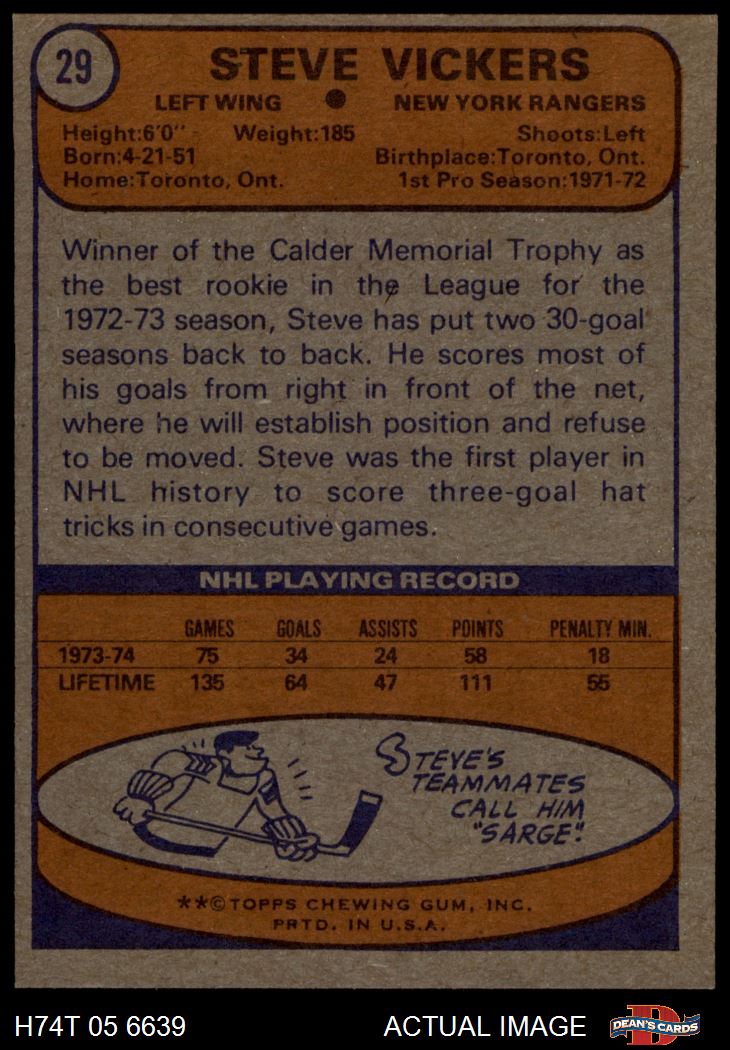 29
STEVE VICKERS
LEFT WING ● NEW YORK RANGERS
Height:6'0" Weight:185 Shoots:Left
Born:4-21-51 Birthplace:Toronto, Ont.
Home:Toronto, Ont. 1st Pro Season:1971-72
Winner of the Calder Memorial Trophy as
the best rookie in the League for the
1972-73 season, Steve has put two 30-goal
seasons back to back. He scores most of
his goals from right in front of the net,
where he will establish position and refuse
to be moved. Steve was the first player in
NHL history to score three-goal hat
tricks in consecutive games.
NHL PLAYING RECORD
GAMES GOALS ASSISTS POINTS PENALTY MIN.
1973-74 75 34 24 58 18
LIFETIME 135 64 47 111 55
STEVE'S
TEAMMATES
CALL HIM
"SARGE."
**©TOPPS CHEWING GUM, INC.
PRTD. IN U.S.A.
H74T 05 6639 ACTUAL IMAGE D DEAN'S CARDS